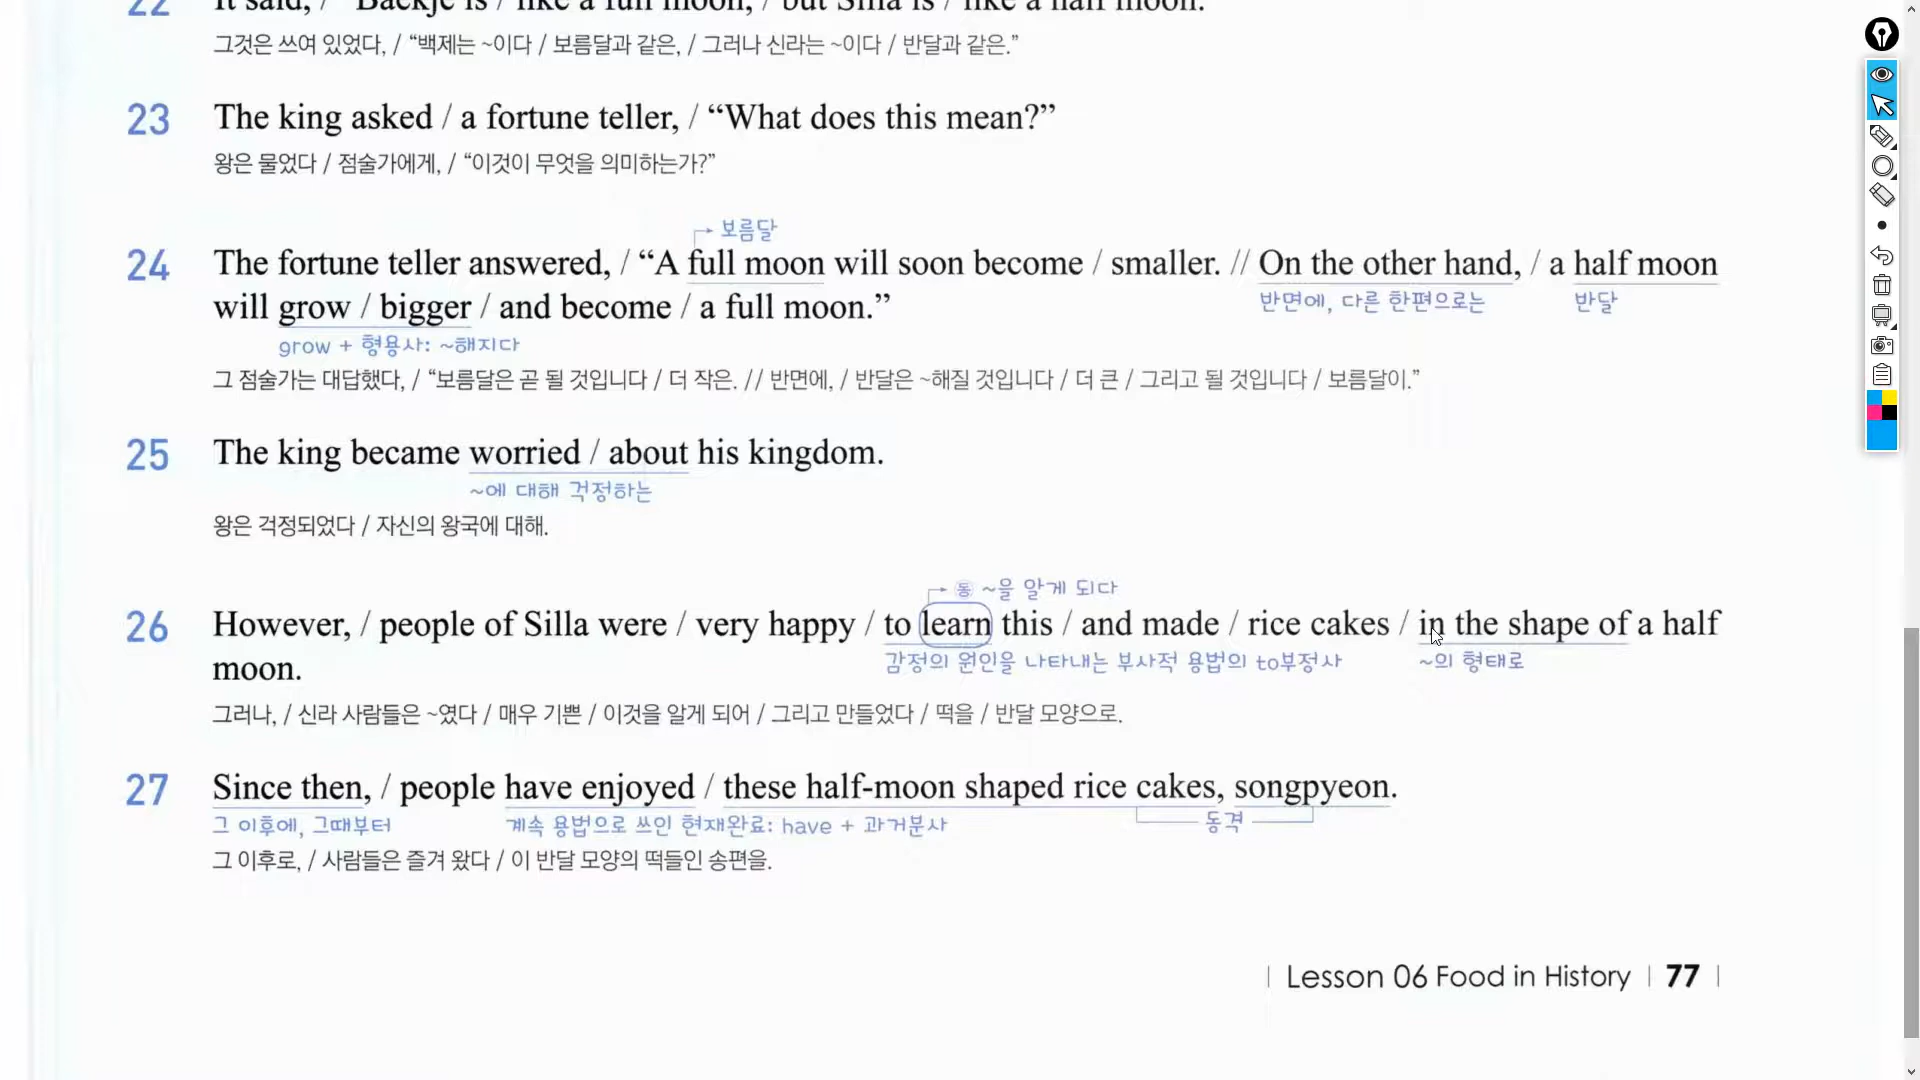 22 It said, / “Baekje is / like a full moon, / but Silla is / like a half moon.”
그것은 쓰여 있었다, / “백제는 ~이다 / 보름달과 같은, / 그러나 신라는 ~이다 / 반달과 같은.”
23 The king asked / a fortune teller, / “What does this mean?”
왕은 물었다 / 점술가에게, / “이것이 무엇을 의미하는가?”
보름달
24 The fortune teller answered, / “A full moon will soon become / smaller. // On the other hand, / a half moon
반면에, 다른 한편으로는 반달
will grow / bigger / and become / a full moon.”
grow + 형용사: ~해지다
그 점술가는 대답했다, / “보름달은 곧 될 것입니다 / 더 작은. // 반면에, / 반달은 ~해질 것입니다 / 더 큰 / 그리고 될 것입니다 / 보름달이.”
25 The king became worried / about his kingdom.
~에 대해 걱정하는
왕은 걱정되었다 / 자신의 왕국에 대해.
동 ~을 알게 되다
26 However, / people of Silla were / very happy / to learn this / and made / rice cakes / in the shape of a half
감정의 원인을 나타내는 부사적 용법의 to부정사 ~의 형태로
moon.
그러나, / 신라 사람들은 ~였다 / 매우 기쁜 / 이것을 알게 되어 / 그리고 만들었다 / 떡을 / 반달 모양으로.
27 Since then, / people have enjoyed / these half-moon shaped rice cakes, songpyeon.
그 이후에, 그때부터 계속 용법으로 쓰인 현재완료: have + 과거분사 동격
그 이후로, / 사람들은 즐겨 왔다 / 이 반달 모양의 떡들인 송편을.
Lesson 06 Food in History 77